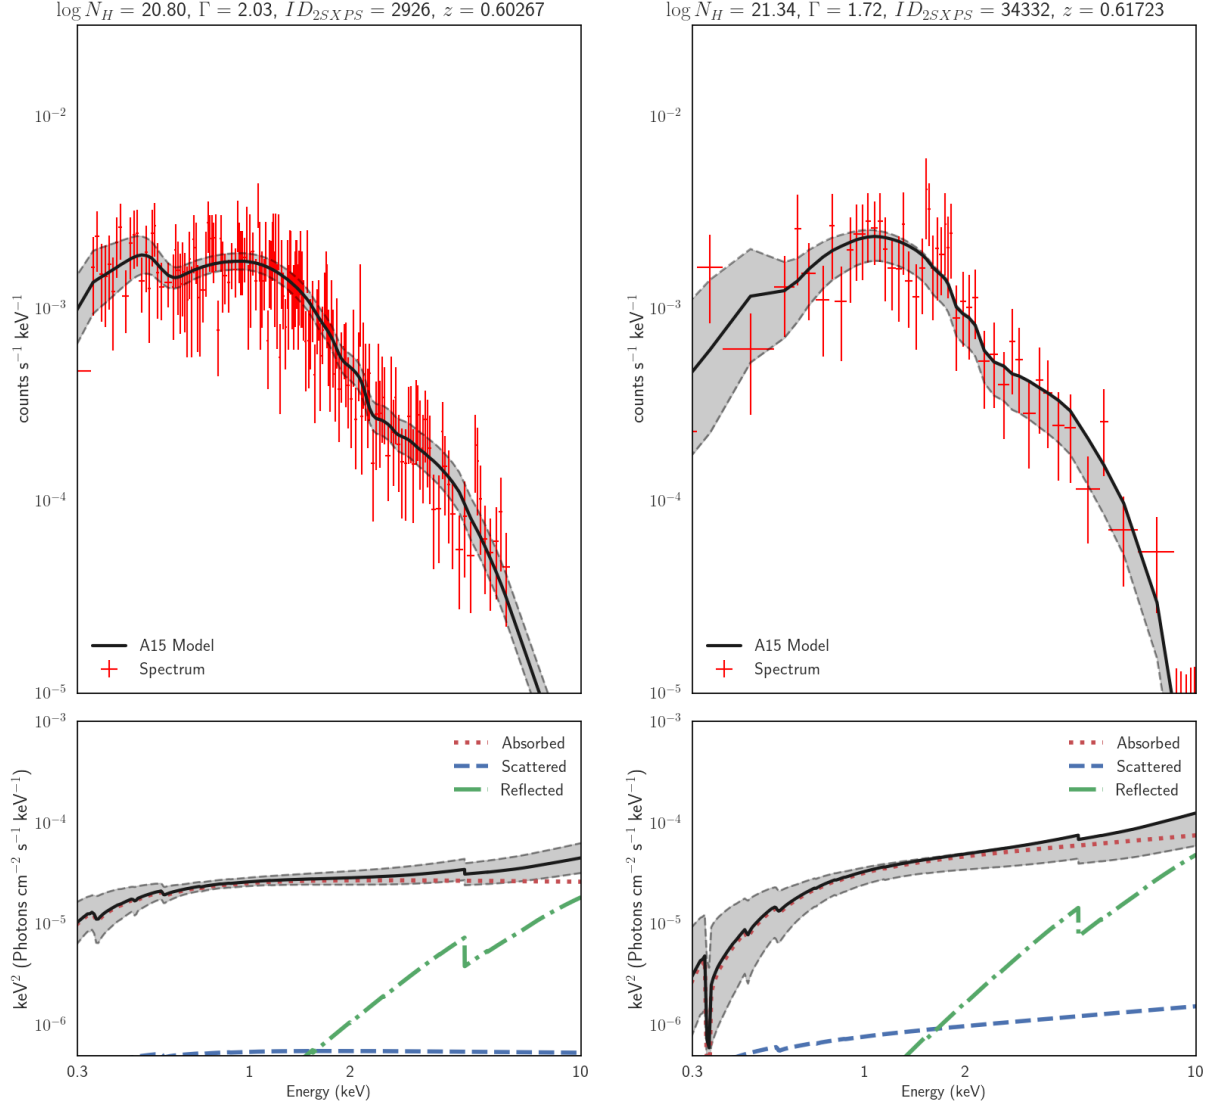 log N_H = 20.80, Γ = 2.03, ID_{2SXPS} = 2926, z = 0.60267
10^{-2}
10^{-3}
10^{-4}
10^{-5}
counts s^{-1} keV^{-1}
A15 Model
Spectrum
log N_H = 21.34, Γ = 1.72, ID_{2SXPS} = 34332, z = 0.61723
10^{-2}
10^{-3}
10^{-4}
10^{-5}
counts s^{-1} keV^{-1}
A15 Model
Spectrum
10^{-3}
10^{-4}
10^{-5}
10^{-6}
keV^2 (Photons cm^{-2} s^{-1} keV^{-1})
Absorbed
Scattered
Reflected
0.3 1 2 10
Energy (keV)
10^{-3}
10^{-4}
10^{-5}
10^{-6}
keV^2 (Photons cm^{-2} s^{-1} keV^{-1})
Absorbed
Scattered
Reflected
0.3 1 2 10
Energy (keV)